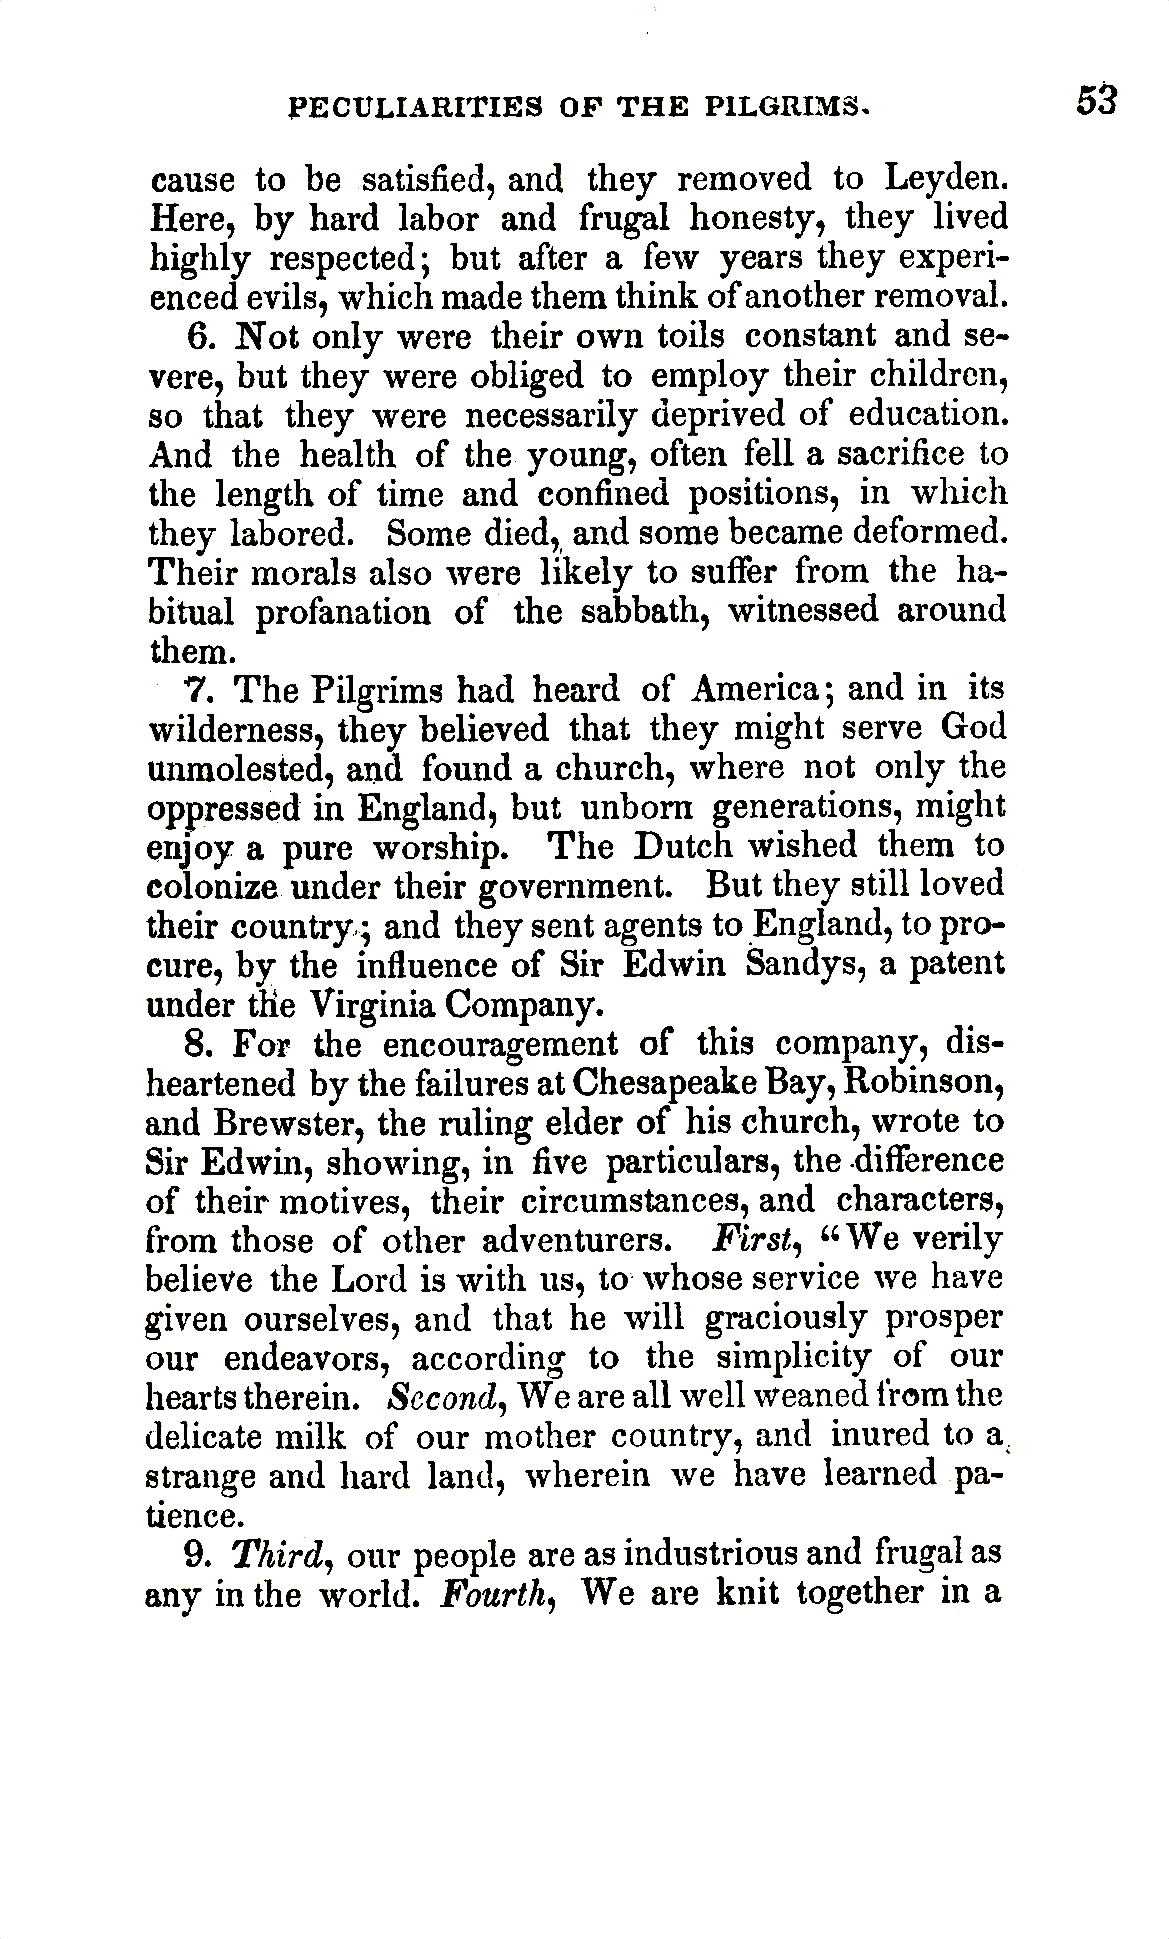 PECULIARITIES OF THE PILGRIMS. 53
cause to be satisfied, and they removed to Leyden.
Here, by hard labor and frugal honesty, they lived
highly respected; but after a few years they experi-
enced evils, which made them think of another removal.
6. Not only were their own toils constant and se-
vere, but they were obliged to employ their children,
so that they were necessarily deprived of education.
And the health of the young, often fell a sacrifice to
the length of time and confined positions, in which
they labored. Some died, and some became deformed.
Their morals also were likely to suffer from the ha-
bitual profanation of the sabbath, witnessed around
them.
7. The Pilgrims had heard of America; and in its
wilderness, they believed that they might serve God
unmolested, and found a church, where not only the
oppressed in England, but unborn generations, might
enjoy a pure worship. The Dutch wished them to
colonize under their government. But they still loved
their country; and they sent agents to England, to pro-
cure, by the influence of Sir Edwin Sandys, a patent
under the Virginia Company.
8. For the encouragement of this company, dis-
heartened by the failures at Chesapeake Bay, Robinson,
and Brewster, the ruling elder of his church, wrote to
Sir Edwin, showing, in five particulars, the difference
of their motives, their circumstances, and characters,
from those of other adventurers. First, "We verily
believe the Lord is with us, to whose service we have
given ourselves, and that he will graciously prosper
our endeavors, according to the simplicity of our
hearts therein. Second, We are all well weaned from the
delicate milk of our mother country, and inured to a
strange and hard land, wherein we have learned pa-
tience.
9. Third, our people are as industrious and frugal as
any in the world. Fourth, We are knit together in a